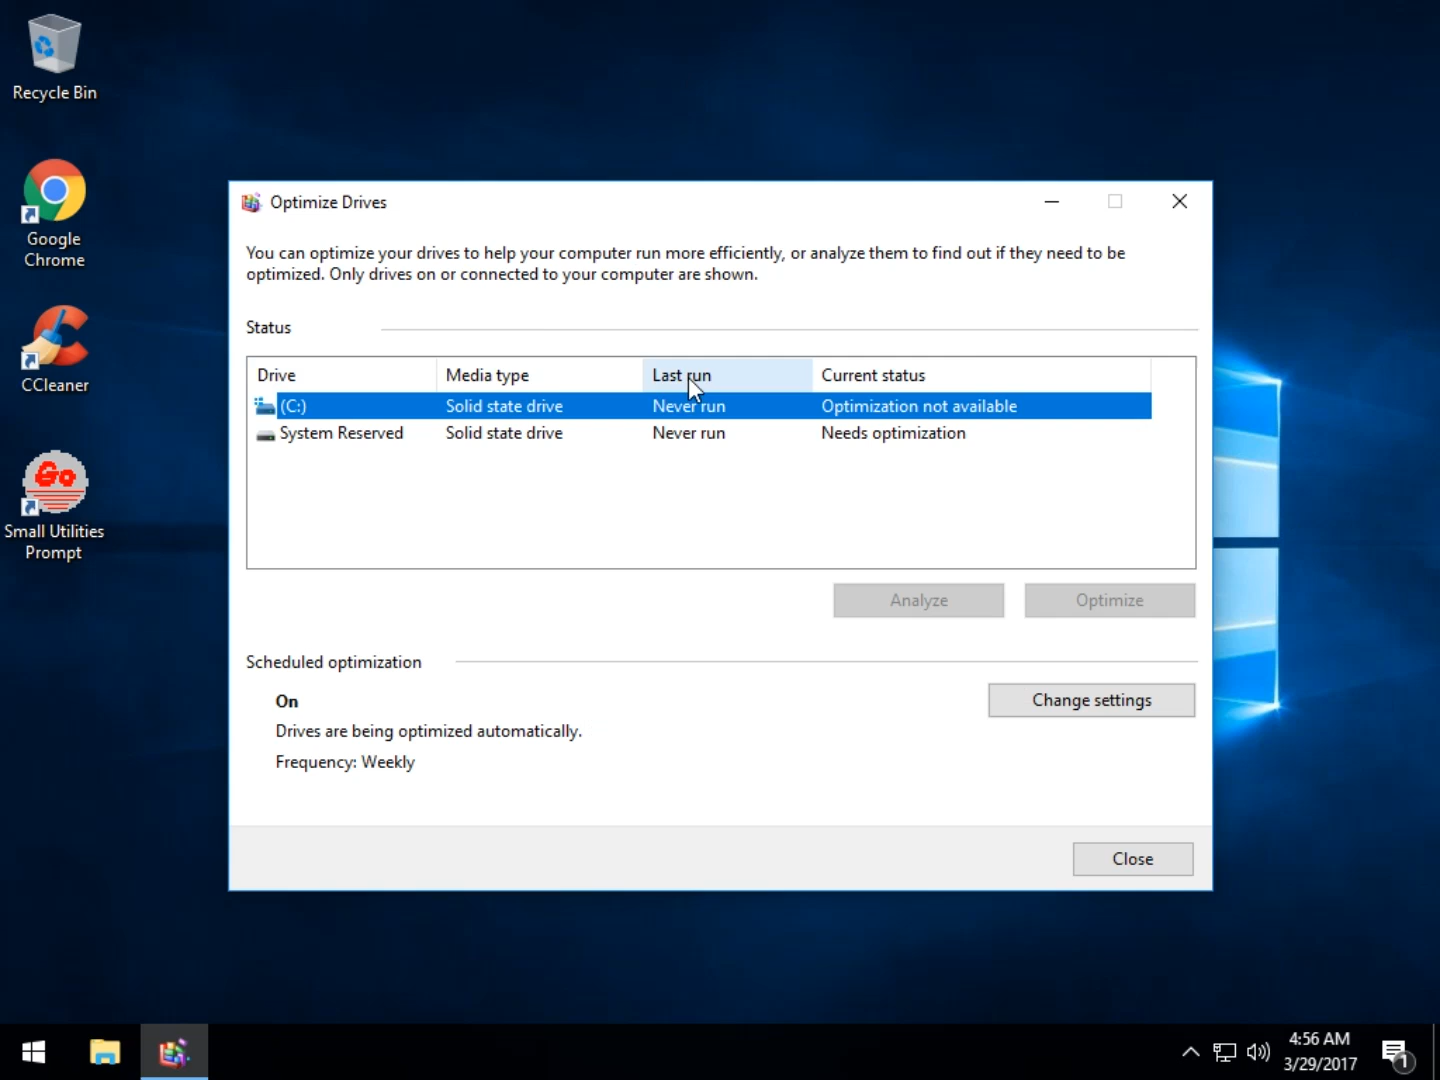 Recycle Bin
Google
Chrome
CCleaner
Go
Small Utilities
Prompt
Optimize Drives
You can optimize your drives to help your computer run more efficiently, or analyze them to find out if they need to be
optimized. Only drives on or connected to your computer are shown.
Status
Drive Media type Last run Current status
(C:) Solid state drive Never run Optimization not available
System Reserved Solid state drive Never run Needs optimization
Analyze Optimize
Scheduled optimization
On
Change settings
Drives are being optimized automatically.
Frequency: Weekly
Close
4:56 AM
3/29/2017
1